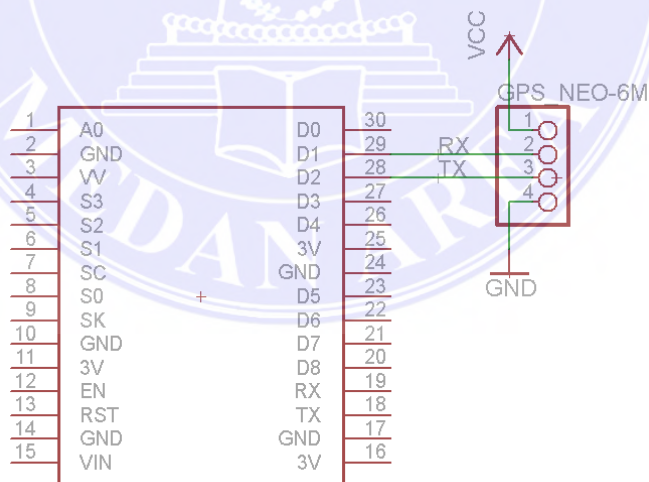 VCC
GPS_NEO-6M
1 A0 D0 30
2 GND D1 29 RX 1
3 VV D2 28 TX 2
4 S3 D3 27 3
5 S2 D4 26 4
6 S1 3V 25
7 SC GND 24
8 S0 D5 23 GND
9 SK D6 22
10 GND D7 21
11 3V D8 20
12 EN RX 19
13 RST TX 18
14 GND GND 17
15 VIN 3V 16
MEDAN AR